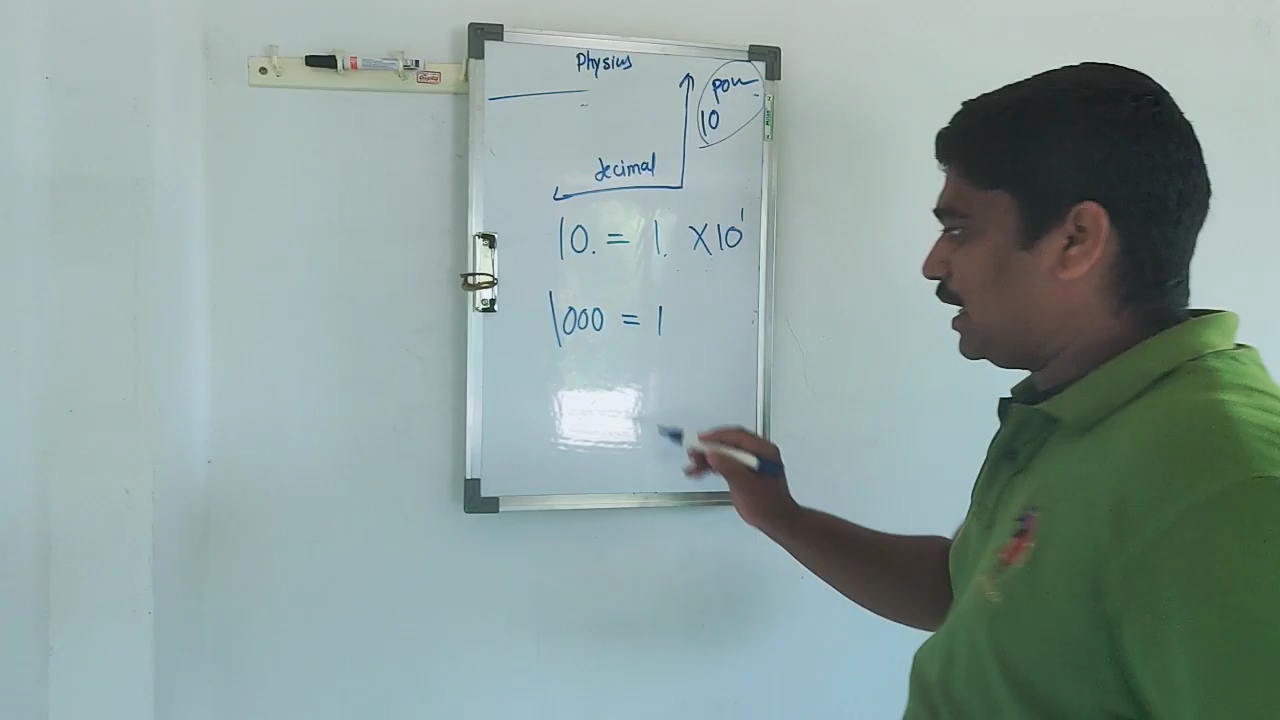 Physics
pow
10
decimal
10. = 1. X10¹
1000 = 1